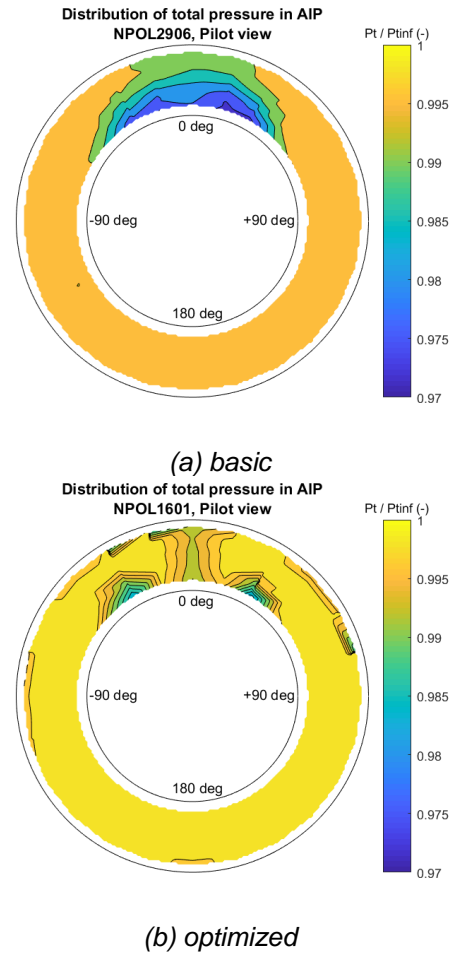 Distribution of total pressure in AIP
NPOL2906, Pilot view
Pt / Ptinf (-)
1
0.995
0.99
0.985
0.98
0.975
0.97
0 deg
-90 deg
+90 deg
180 deg
(a) basic
Distribution of total pressure in AIP
NPOL1601, Pilot view
Pt / Ptinf (-)
1
0.995
0.99
0.985
0.98
0.975
0.97
0 deg
-90 deg
+90 deg
180 deg
(b) optimized